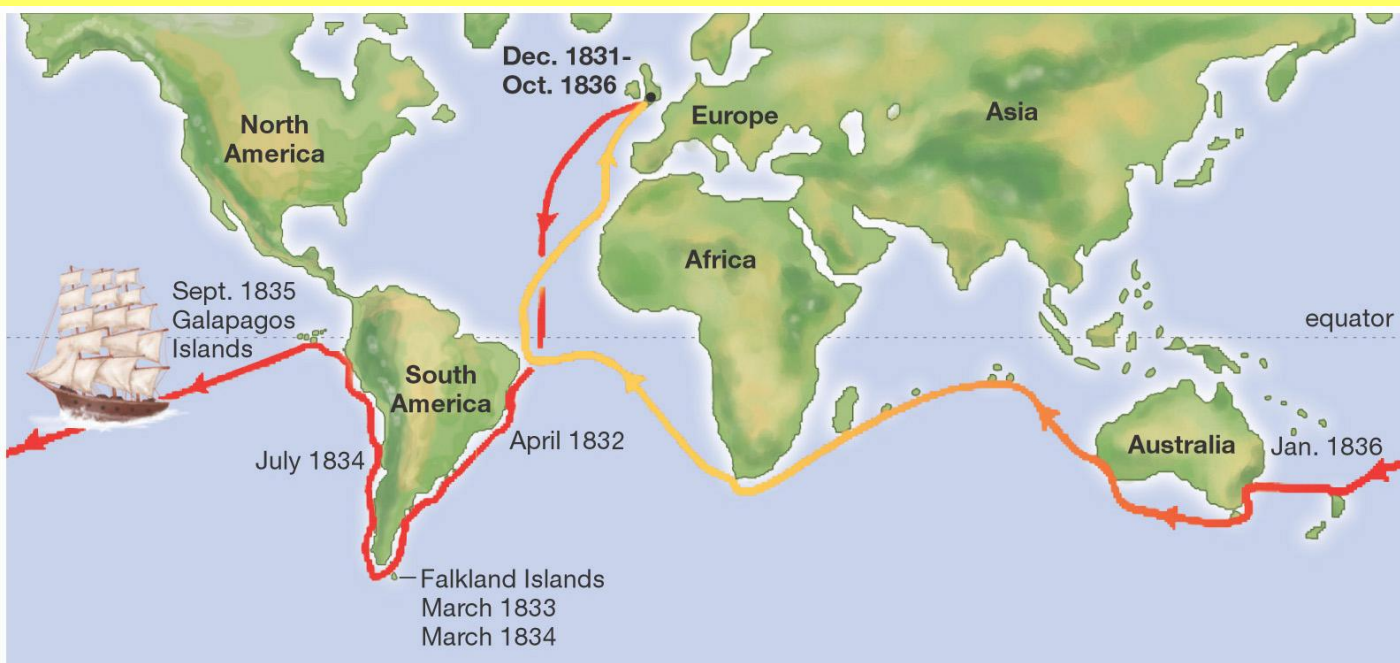 Dec. 1831-
Oct. 1836
North
America
Europe
Asia
Africa
Sept. 1835
Galapagos
Islands
equator
South
America
April 1832
July 1834
Australia
Jan. 1836
Falkland Islands
March 1833
March 1834